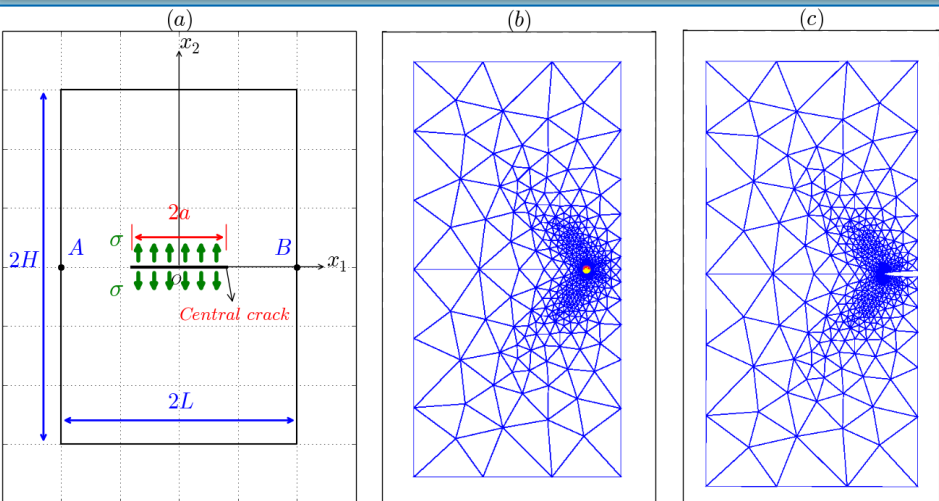 (a)
(b)
(c)
x₂
2a
σ
A
B
2H
x₁
O
σ
Central crack
2L